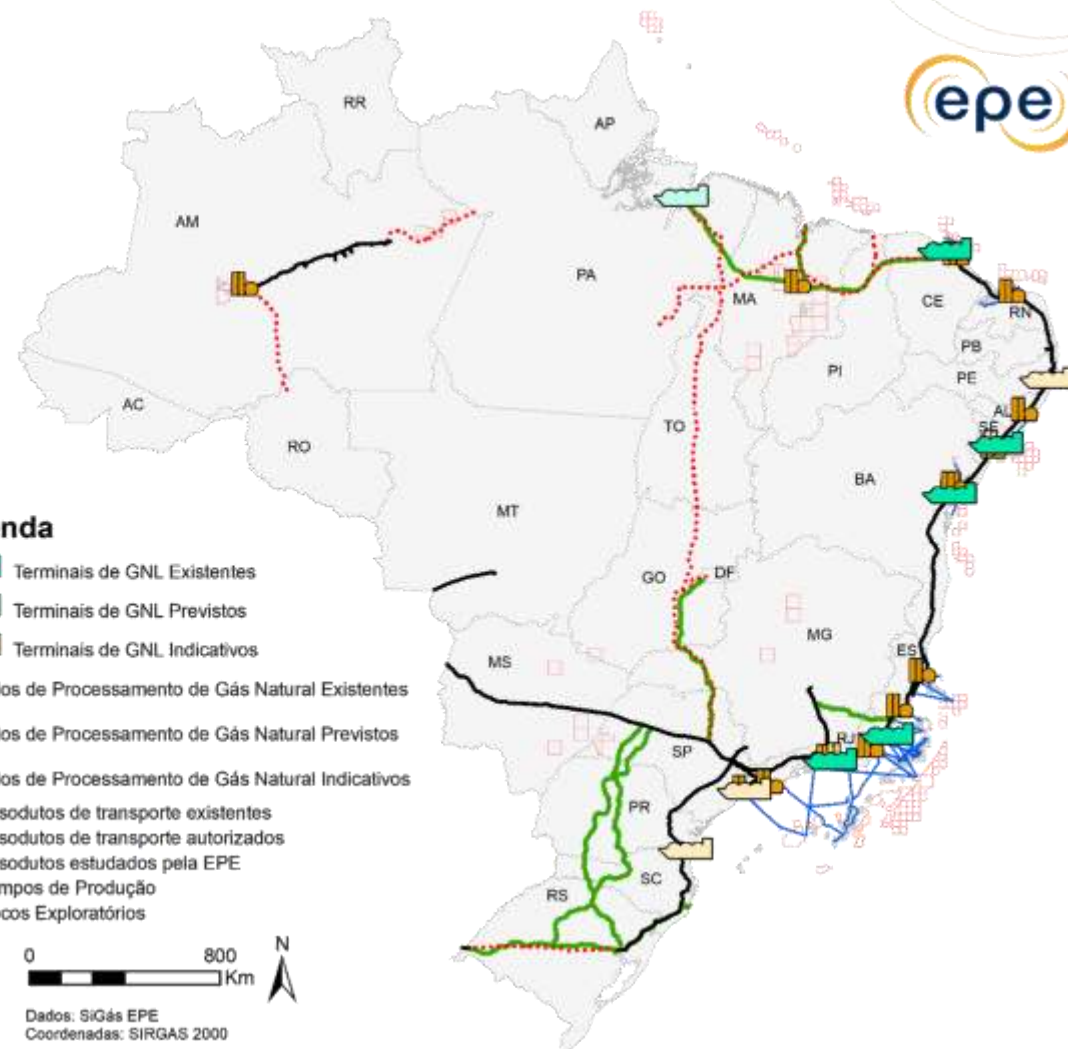 epe
RR
AP
AM
PA
MA
CE
RN
PB
PE
PI
AL
SE
AC
RO
TO
BA
MT
GO
DF
MG
ES
MS
RJ
SP
PR
SC
RS
nda
Terminais de GNL Existentes
Terminais de GNL Previstos
Terminais de GNL Indicativos
los de Processamento de Gás Natural Existentes
los de Processamento de Gás Natural Previstos
los de Processamento de Gás Natural Indicativos
sodutos de transporte existentes
sodutos de transporte autorizados
sodutos estudados pela EPE
mpos de Produção
cos Exploratórios
0 800
Km
N
Dados: SiGás EPE
Coordenadas: SIRGAS 2000